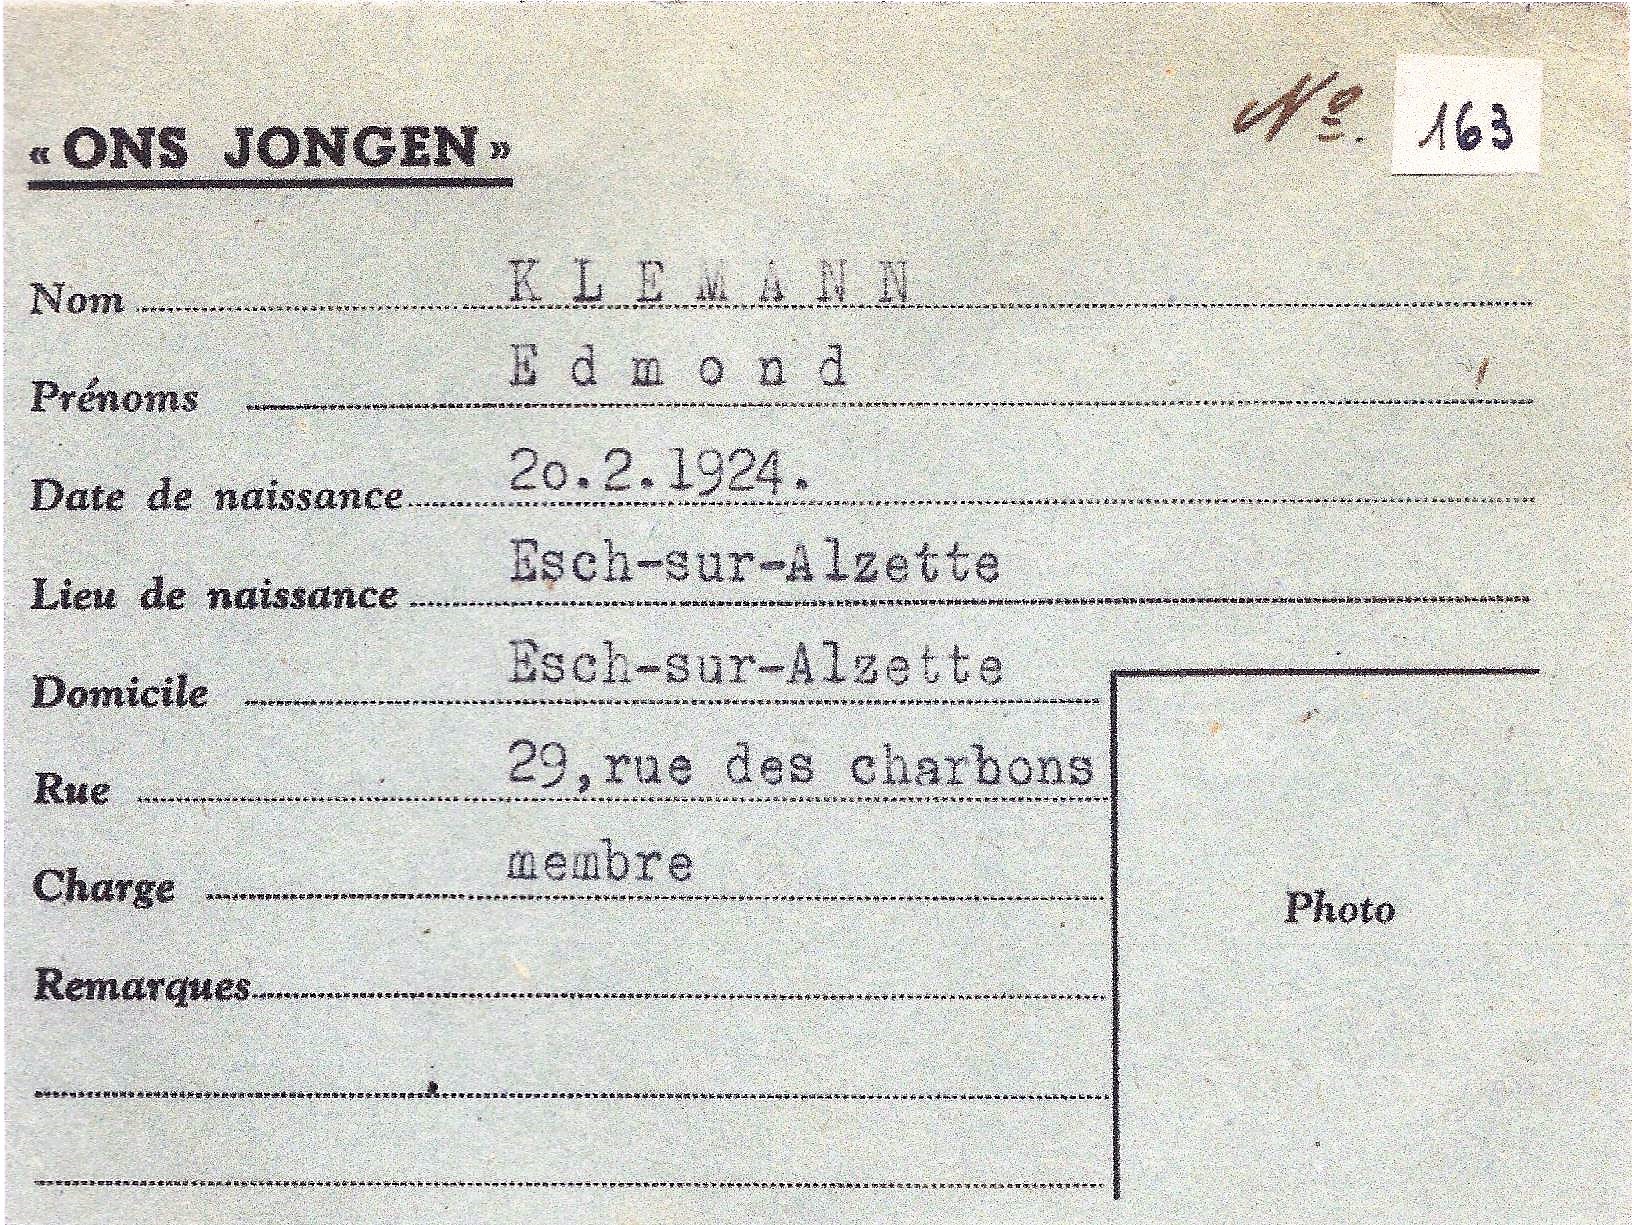 Nº. 163
« ONS JONGEN »
Nom KLEMANN
Prénoms Edmond
Date de naissance 2o.2.1924.
Lieu de naissance Esch-sur-Alzette
Domicile Esch-sur-Alzette
Rue 29,rue des charbons
Charge membre
Photo
Remarques